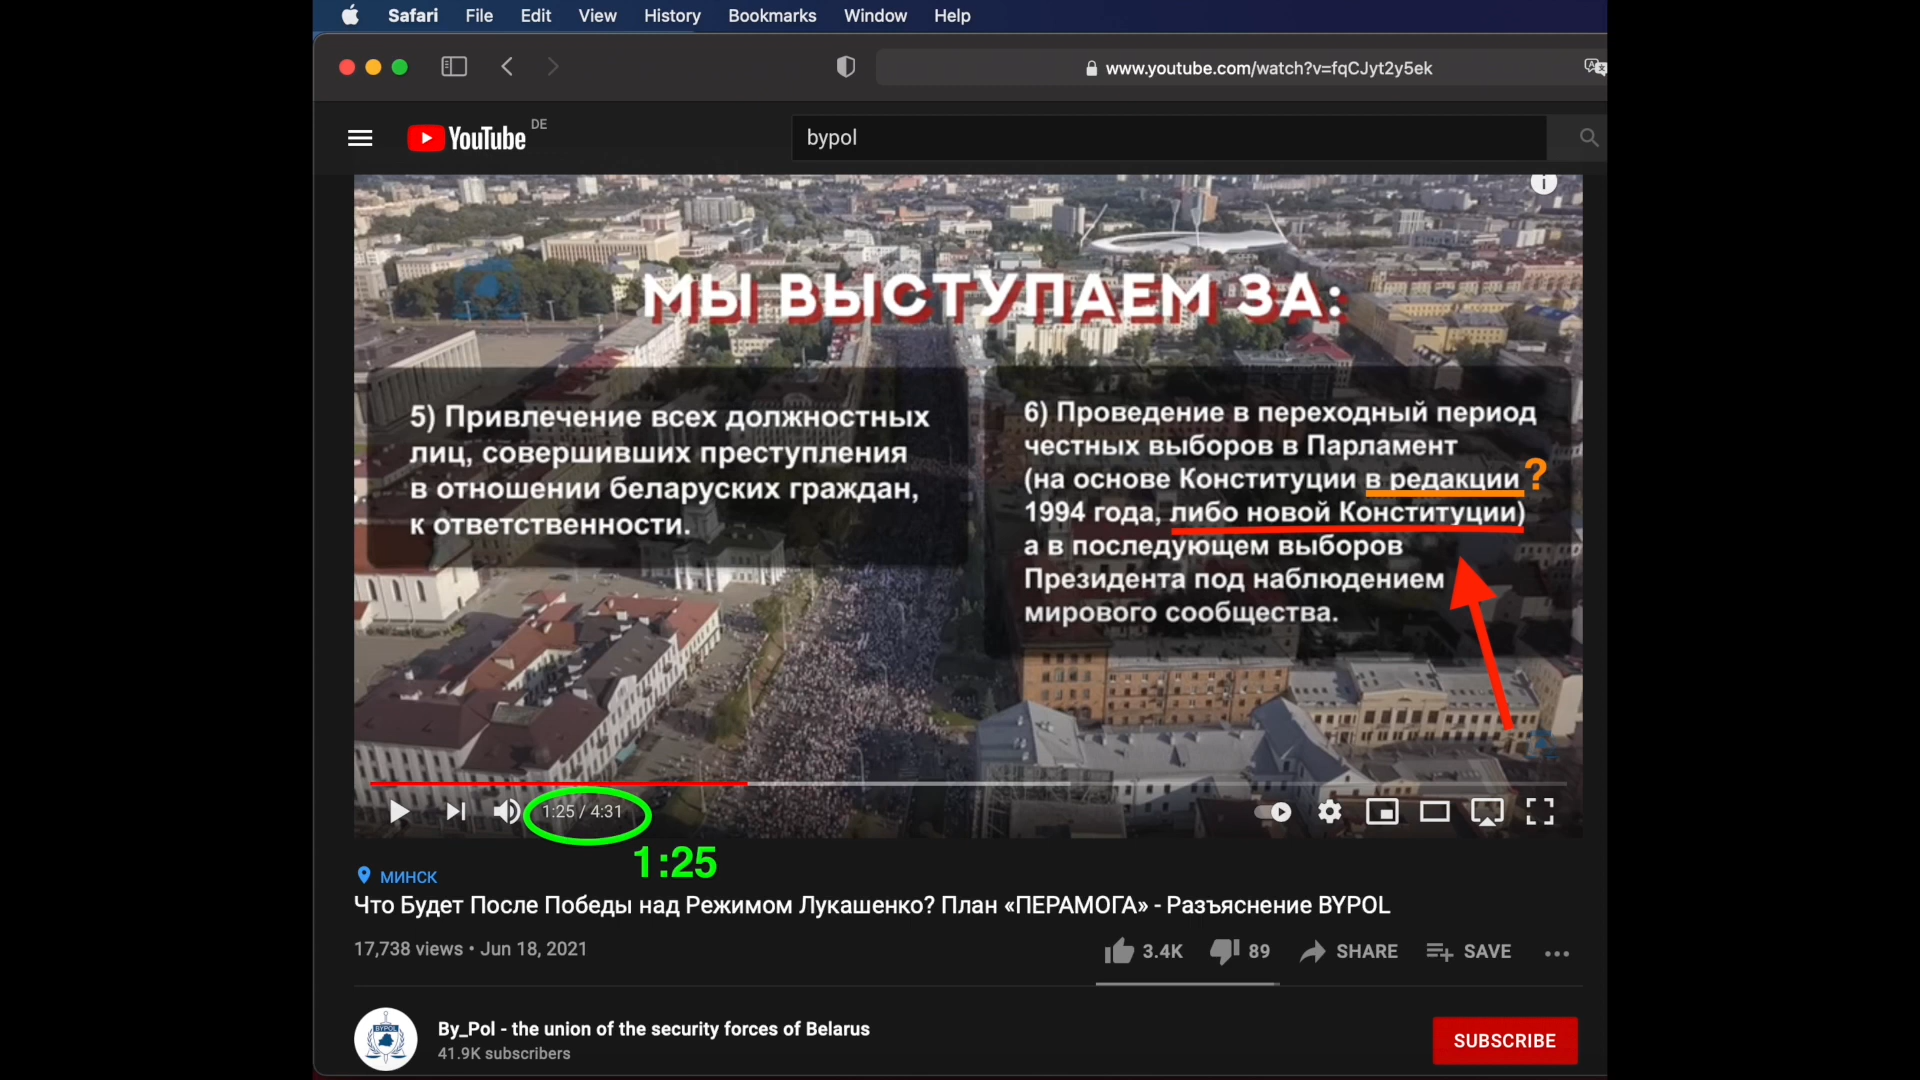 Safari File Edit View History Bookmarks Window Help
www.youtube.com/watch?v=fqCJyt2y5ek
YouTube DE
bypol
МЫ ВЫСТУПАЕМ ЗА:
5) Привлечение всех должностных
лиц, совершивших преступления
в отношении беларуских граждан,
к ответственности.
6) Проведение в переходный период
честных выборов в Парламент
(на основе Конституции в редакции ?
1994 года, либо новой Конституции)
а в последующем выборов
Президента под наблюдением
мирового сообщества.
1:25 / 4:31
1:25
МИНСК
Что Будет После Победы над Режимом Лукашенко? План «ПЕРАМОГА» - Разъяснение BYPOL
17,738 views • Jun 18, 2021
3.4K 89 SHARE SAVE
BYPOL
By_Pol - the union of the security forces of Belarus
41.9K subscribers
SUBSCRIBE